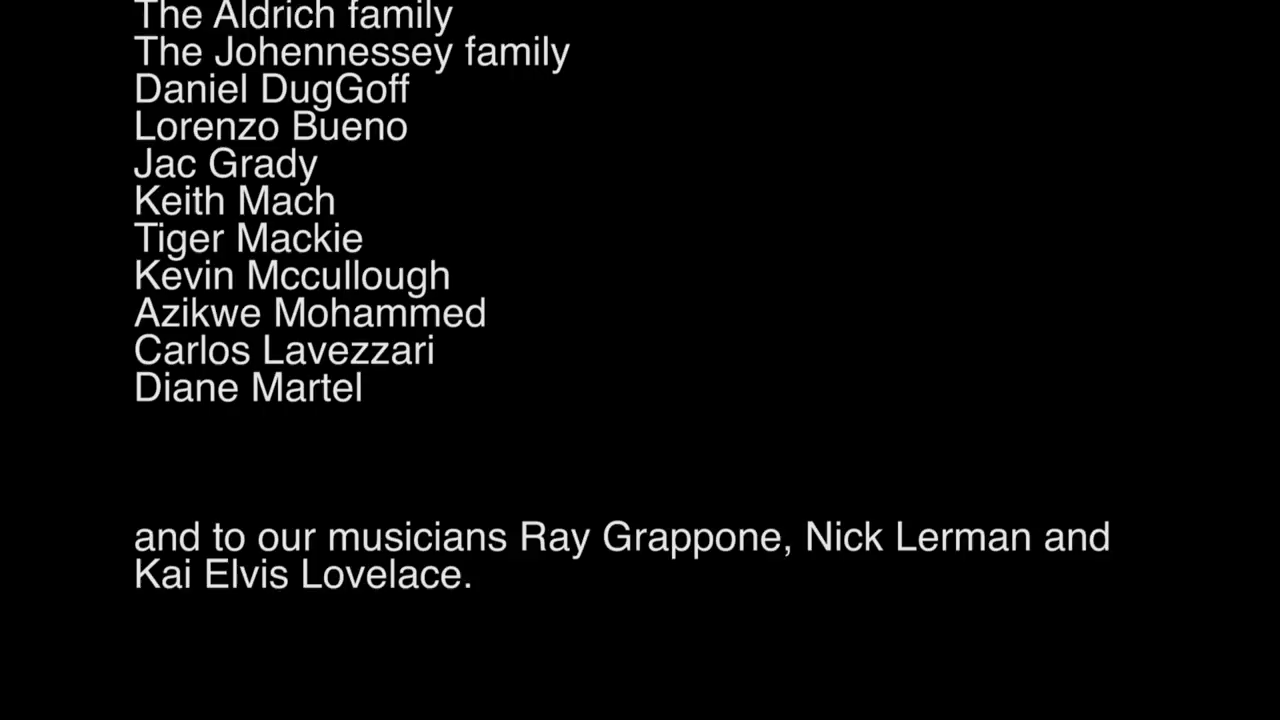 The Aldrich family
The Johennessey family
Daniel DugGoff
Lorenzo Bueno
Jac Grady
Keith Mach
Tiger Mackie
Kevin Mccullough
Azikwe Mohammed
Carlos Lavezzari
Diane Martel
and to our musicians Ray Grappone, Nick Lerman and
Kai Elvis Lovelace.